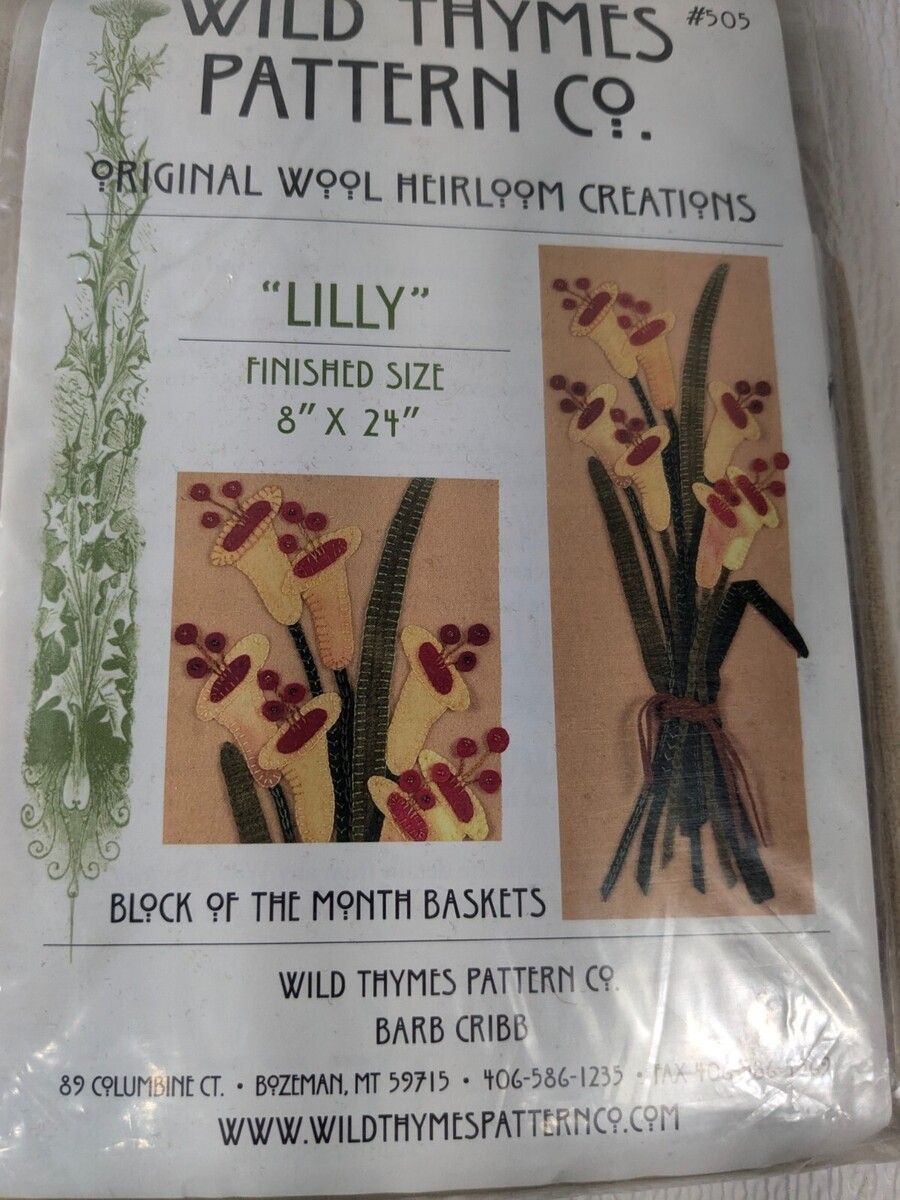 WILD THYMES
#505
PATTERN CO.
ORIGINAL WOOL HEIRLOOM CREATIONS
"LILLY"
FINISHED SIZE
8" X 24"
BLOCK OF THE MONTH BASKETS
WILD THYMES PATTERN CO.
BARB CRIBB
89 COLUMBINE CT. • BOZEMAN, MT 59715 • 406-586-1235 • FAX
WWW.WILDTHYMESPATTERNCO.COM